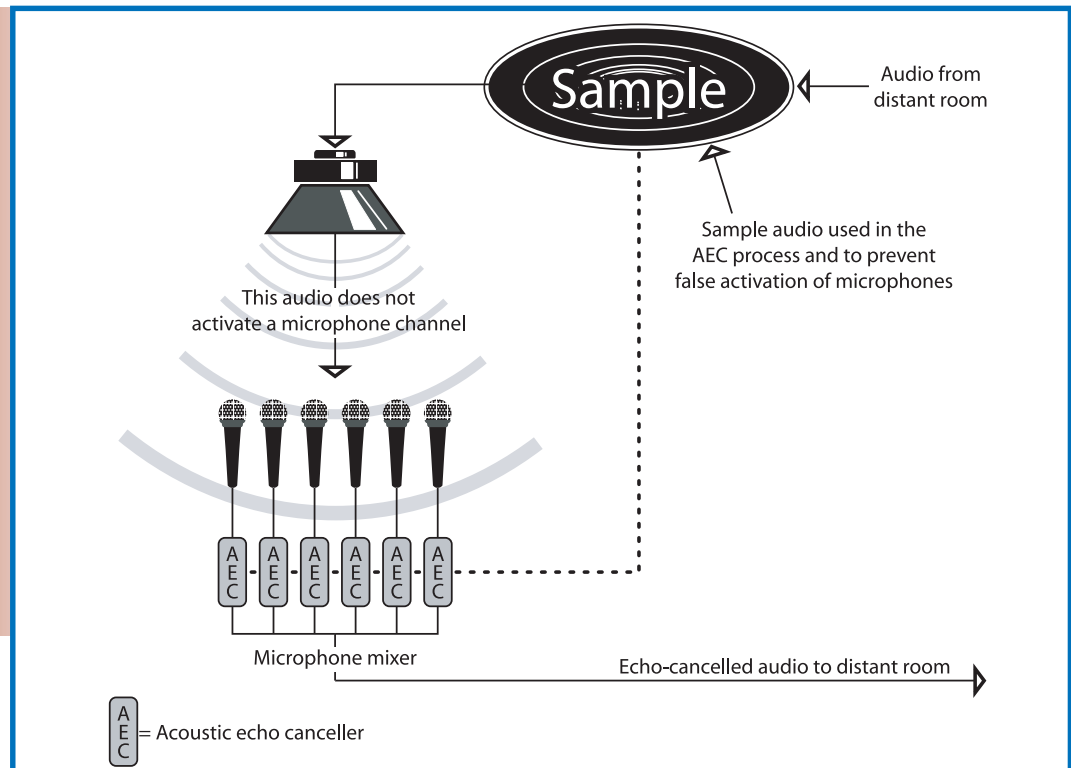 Sample
Audio from
distant room
Sample audio used in the
AEC process and to prevent
false activation of microphones
This audio does not
activate a microphone channel
A
E
C
A
E
C
A
E
C
A
E
C
A
E
C
A
E
C
Microphone mixer
Echo-cancelled audio to distant room
A
E
C
= Acoustic echo canceller